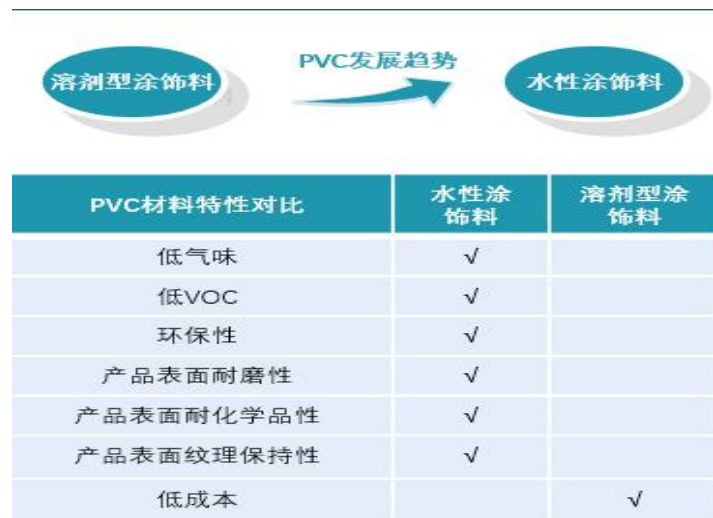 溶剂型涂饰料
PVC发展趋势
水性涂饰料
PVC材料特性对比
水性涂
饰料
溶剂型涂
饰料
低气味 √
低VOC √
环保性 √
产品表面耐磨性 √
产品表面耐化学品性 √
产品表面纹理保持性 √
低成本 √